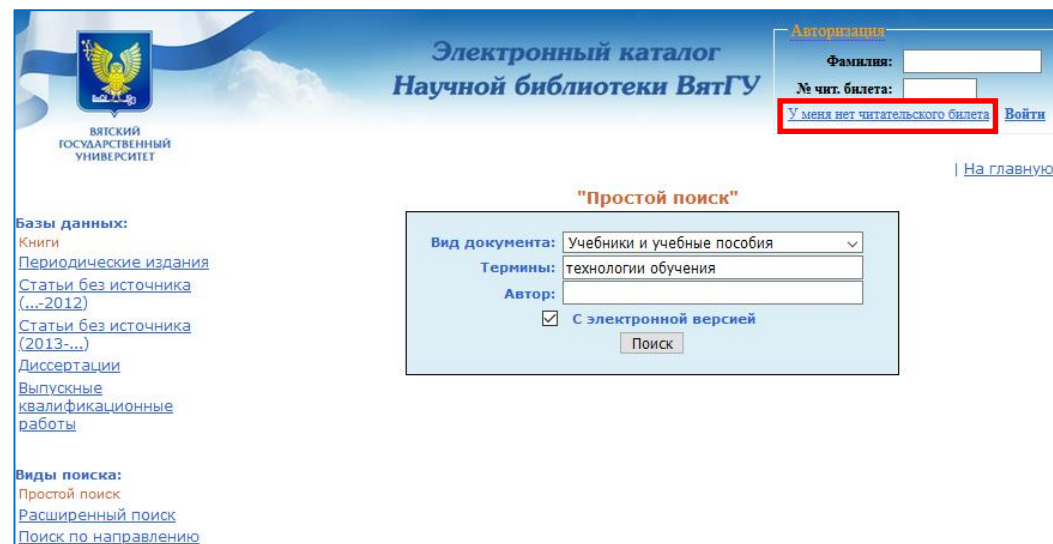 Электронный каталог
Научной библиотеки ВятГУ
Авторизация
Фамилия:
№ чит. билета:
У меня нет читательского билета Войти
ВЯТСКИЙ
ГОСУДАРСТВЕННЫЙ
УНИВЕРСИТЕТ
| На главную
"Простой поиск"
Базы данных:
Книги
Периодические издания
Статьи без источника
(...-2012)
Статьи без источника
(2013-...)
Диссертации
Выпускные
квалификационные
работы
Вид документа: Учебники и учебные пособия
Термины: технологии обучения
Автор:
С электронной версией
Поиск
Виды поиска:
Простой поиск
Расширенный поиск
Поиск по направлению